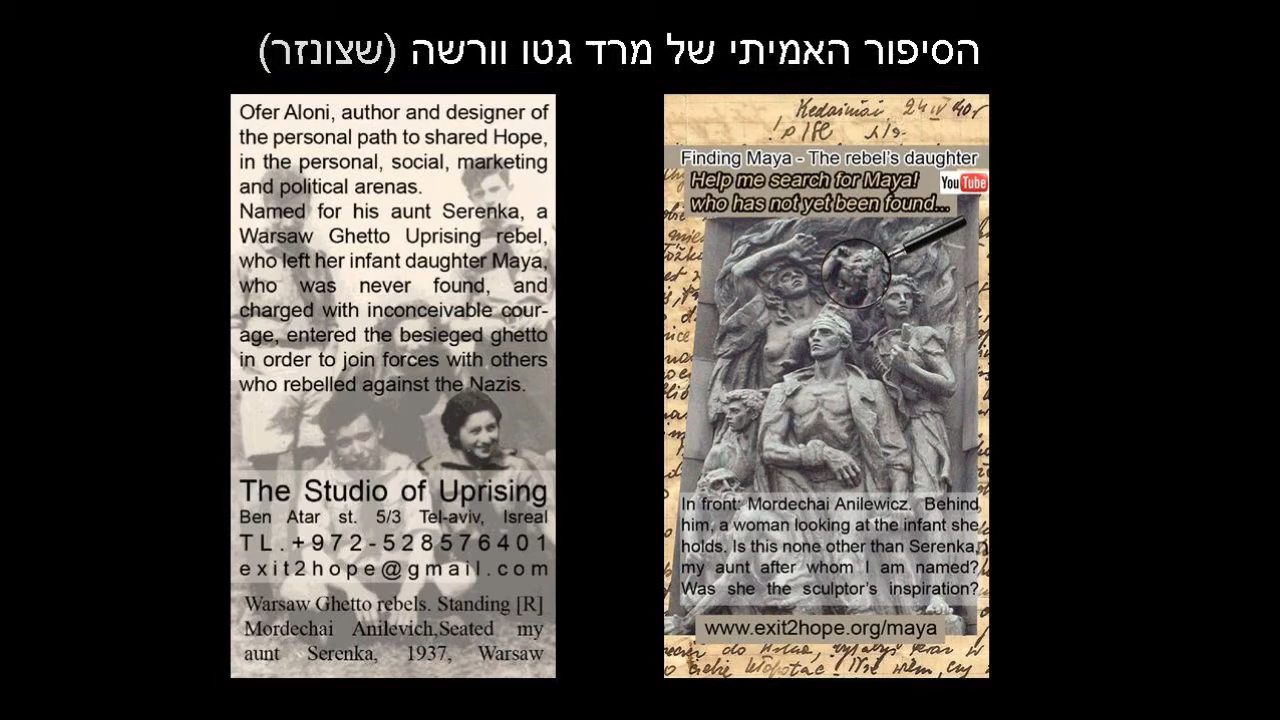 הסיפור האמיתי של מרד גטו וורשה (שצונזר)
Ofer Aloni, author and designer of
the personal path to shared Hope,
in the personal, social, marketing
and political arenas.
Named for his aunt Serenka, a
Warsaw Ghetto Uprising rebel,
who left her infant daughter Maya,
who was never found, and
charged with inconceivable cour-
age, entered the besieged ghetto
in order to join forces with others
who rebelled against the Nazis.
The Studio of Uprising
Ben Atar st. 5/3 Tel-aviv, Isreal
TL.+972-528576401
exit2hope@gmail.com
Warsaw Ghetto rebels. Standing [R]
Mordechai Anilevich,Seated my
aunt Serenka, 1937, Warsaw
Kedainiai 24 IV 40r
Finding Maya - The rebel's daughter
Help me search for Maya!
You Tube
who has not yet been found...
In front: Mordechai Anilewicz. Behind
him, a woman looking at the infant she
holds. Is this none other than Serenka,
my aunt after whom I am named?
Was she the sculptor's inspiration?
www.exit2hope.org/maya